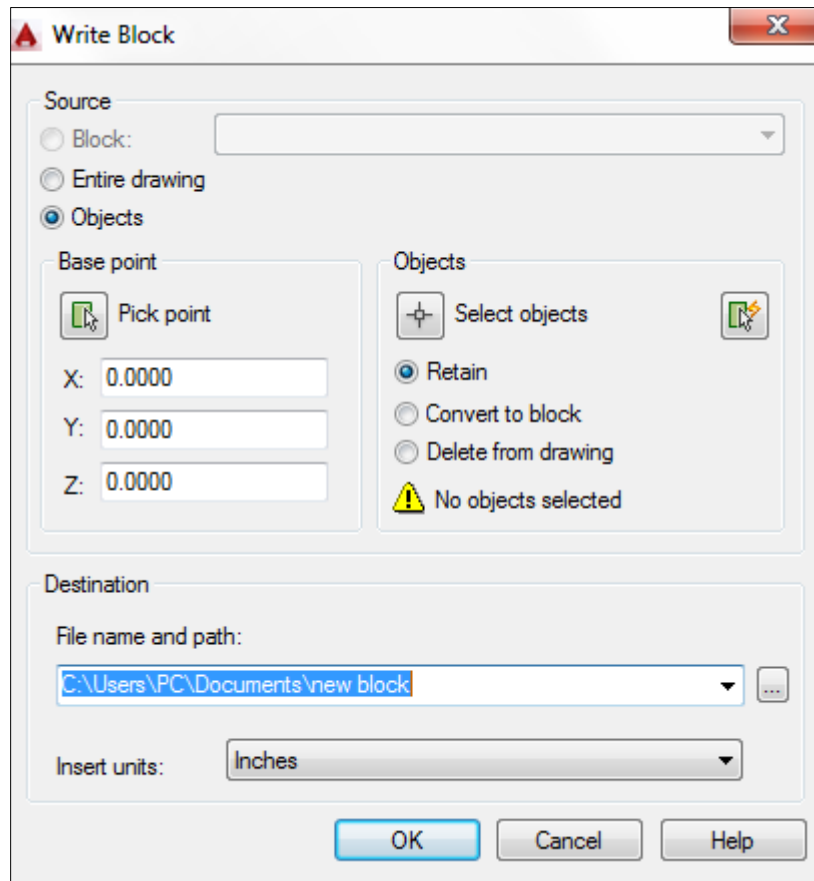 Write Block
Source
Block:
Entire drawing
Objects
Base point
Pick point
X: 0.0000
Y: 0.0000
Z: 0.0000
Objects
Select objects
Retain
Convert to block
Delete from drawing
No objects selected
Destination
File name and path:
C:\Users\PC\Documents\new block
...
Insert units: Inches
OK Cancel Help